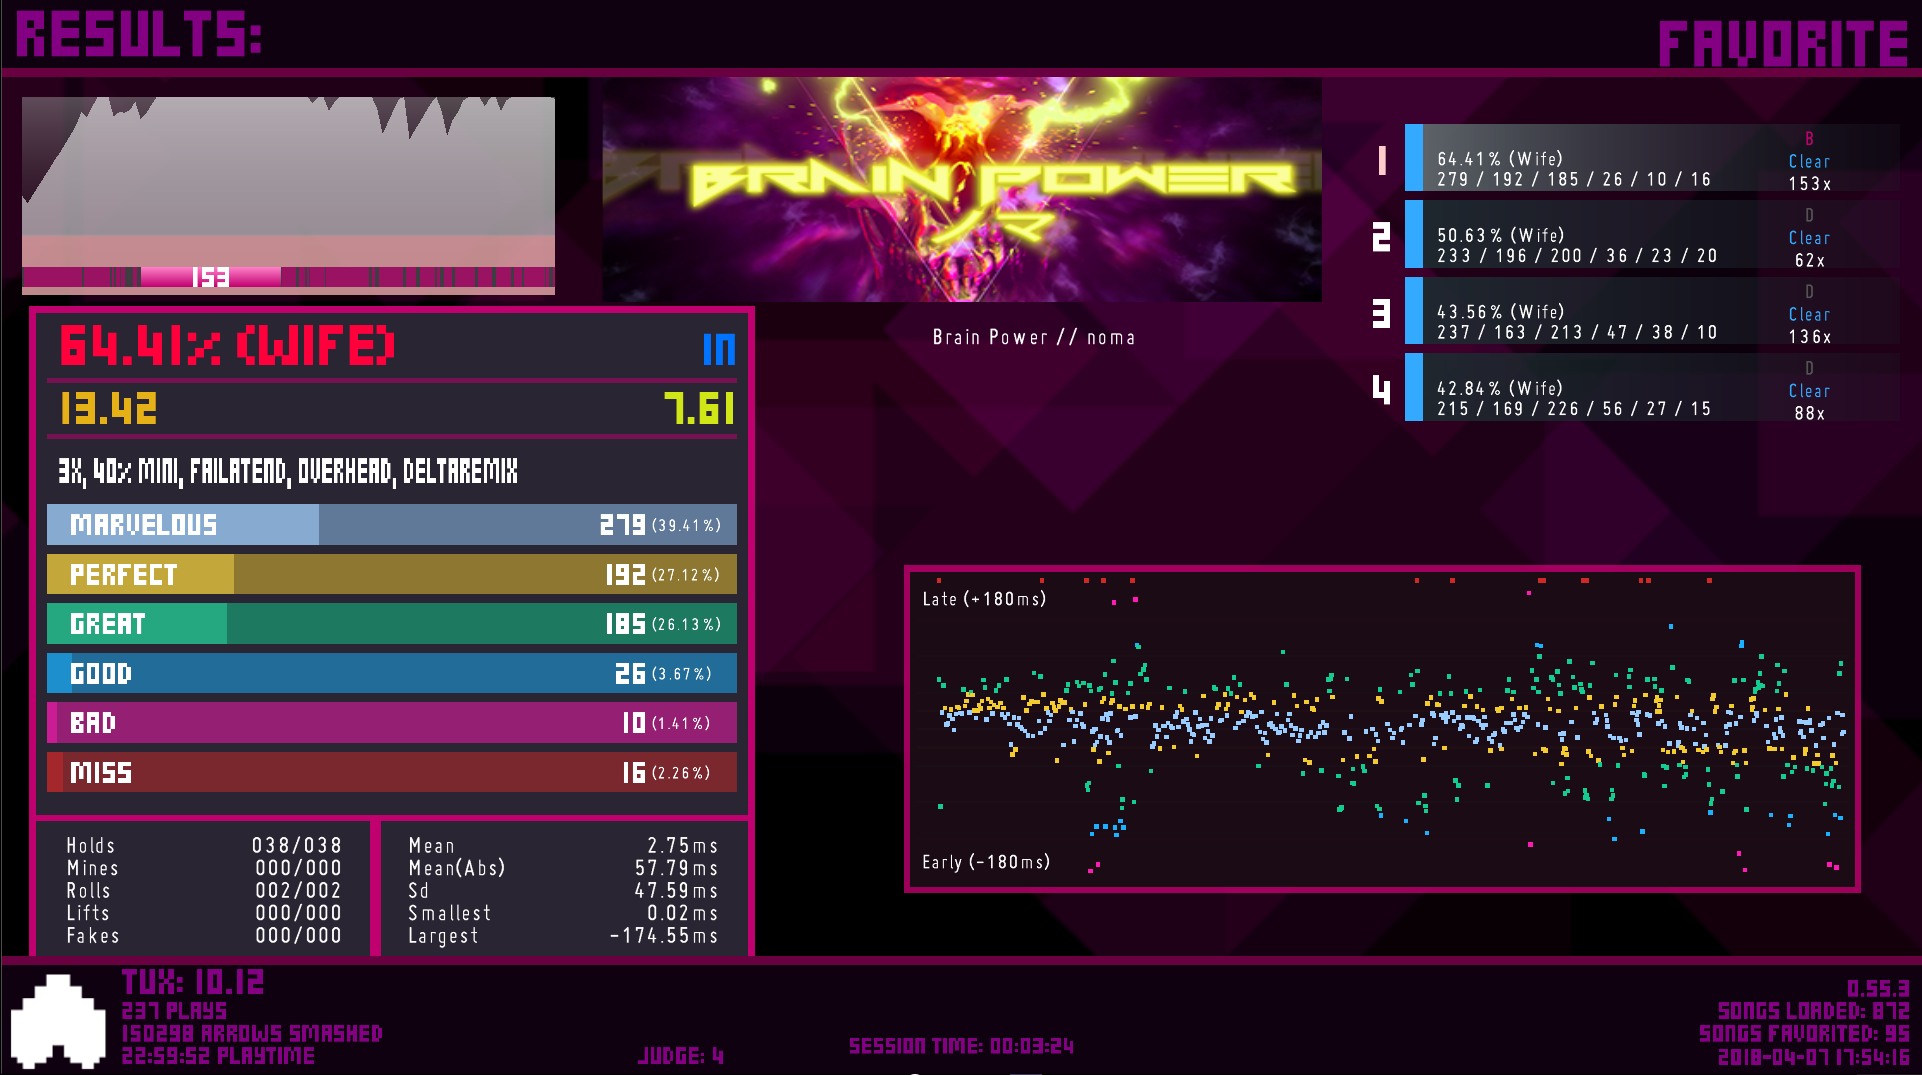 RESULTS:
FAVORITE
153
BRAIN POWER
Brain Power // noma
1
64.41% (Wife)
279 / 192 / 185 / 26 / 10 / 16
B
Clear
153x
2
50.63% (Wife)
233 / 196 / 200 / 36 / 23 / 20
D
Clear
62x
3
43.56% (Wife)
237 / 163 / 213 / 47 / 38 / 10
D
Clear
136x
4
42.84% (Wife)
215 / 169 / 226 / 56 / 27 / 15
D
Clear
88x
64.41% (WIFE)
IN
13.42
7.61
3X, 40% MINI, FAILATEND, OVERHEAD, DELTAREMIX
MARVELOUS 279 (39.41%)
PERFECT 192 (27.12%)
GREAT 185 (26.13%)
GOOD 26 (3.67%)
BAD 10 (1.41%)
MISS 16 (2.26%)
Holds 038/038
Mines 000/000
Rolls 002/002
Lifts 000/000
Fakes 000/000
Mean 2.75ms
Mean(Abs) 57.79ms
Sd 47.59ms
Smallest 0.02ms
Largest -174.55ms
Late (+180ms)
Early (-180ms)
TUX: 10.12
237 PLAYS
150298 ARROWS SMASHED
22:59:52 PLAYTIME
JUDGE: 4
SESSION TIME: 00:03:24
0.55.3
SONGS LOADED: 872
SONGS FAVORITED: 95
2018-04-07 17:54:16